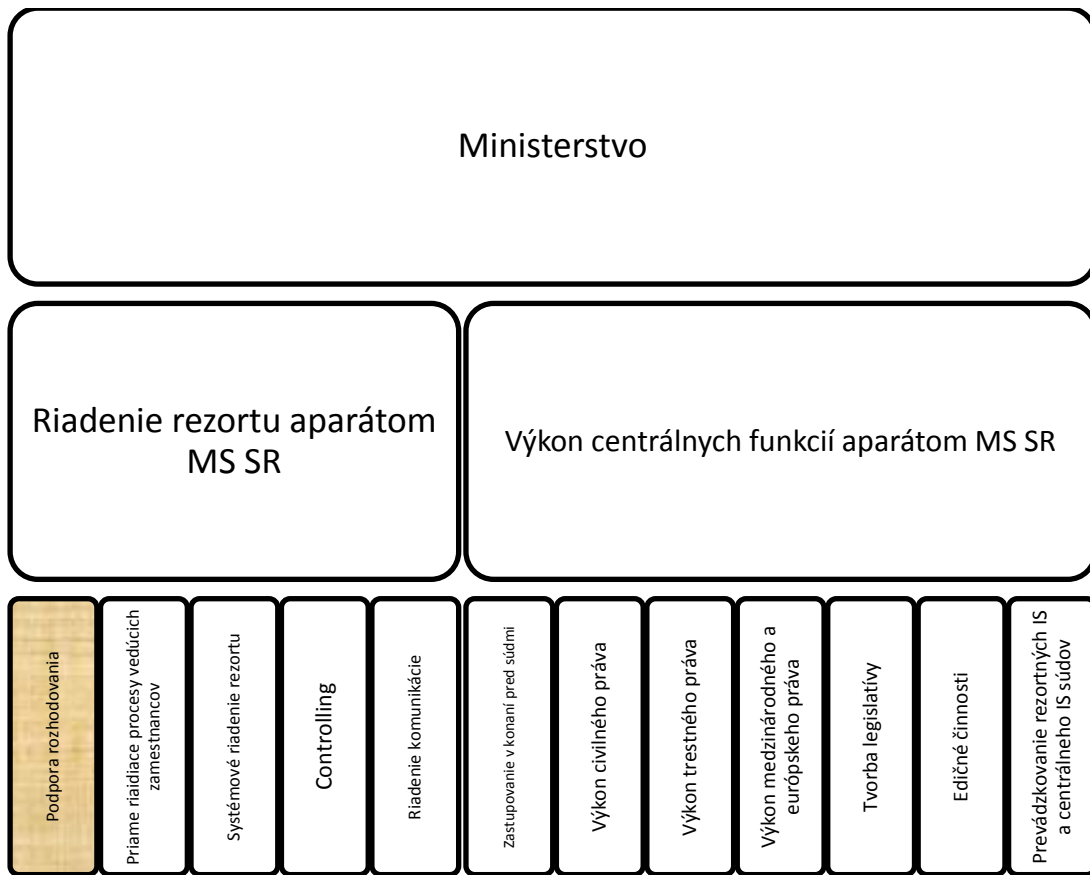 Ministerstvo
Riadenie rezortu aparátom
MS SR
Výkon centrálnych funkcií aparátom MS SR
Podpora rozhodovania
Priame riaidiace procesy vedúcich
zamestnancov
Systémové riadenie rezortu
Controlling
Riadenie komunikácie
Zastupovanie v konaní pred súdmi
Výkon civilného práva
Výkon trestného práva
Výkon medzinárodného a
európskeho práva
Tvorba legislatívy
Edičné činnosti
Prevádzkovanie rezortných IS
a centrálneho IS súdov